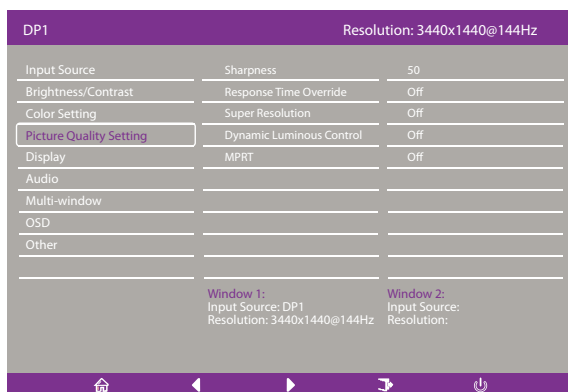 DP1 Resolution: 3440x1440@144Hz
Input Source Sharpness 50
Brightness/Contrast Response Time Override Off
Color Setting Super Resolution Off
Picture Quality Setting Dynamic Luminous Control Off
Display MPRT Off
Audio
Multi-window
OSD
Other
Window 1: Window 2:
Input Source: DP1 Input Source:
Resolution: 3440x1440@144Hz Resolution: